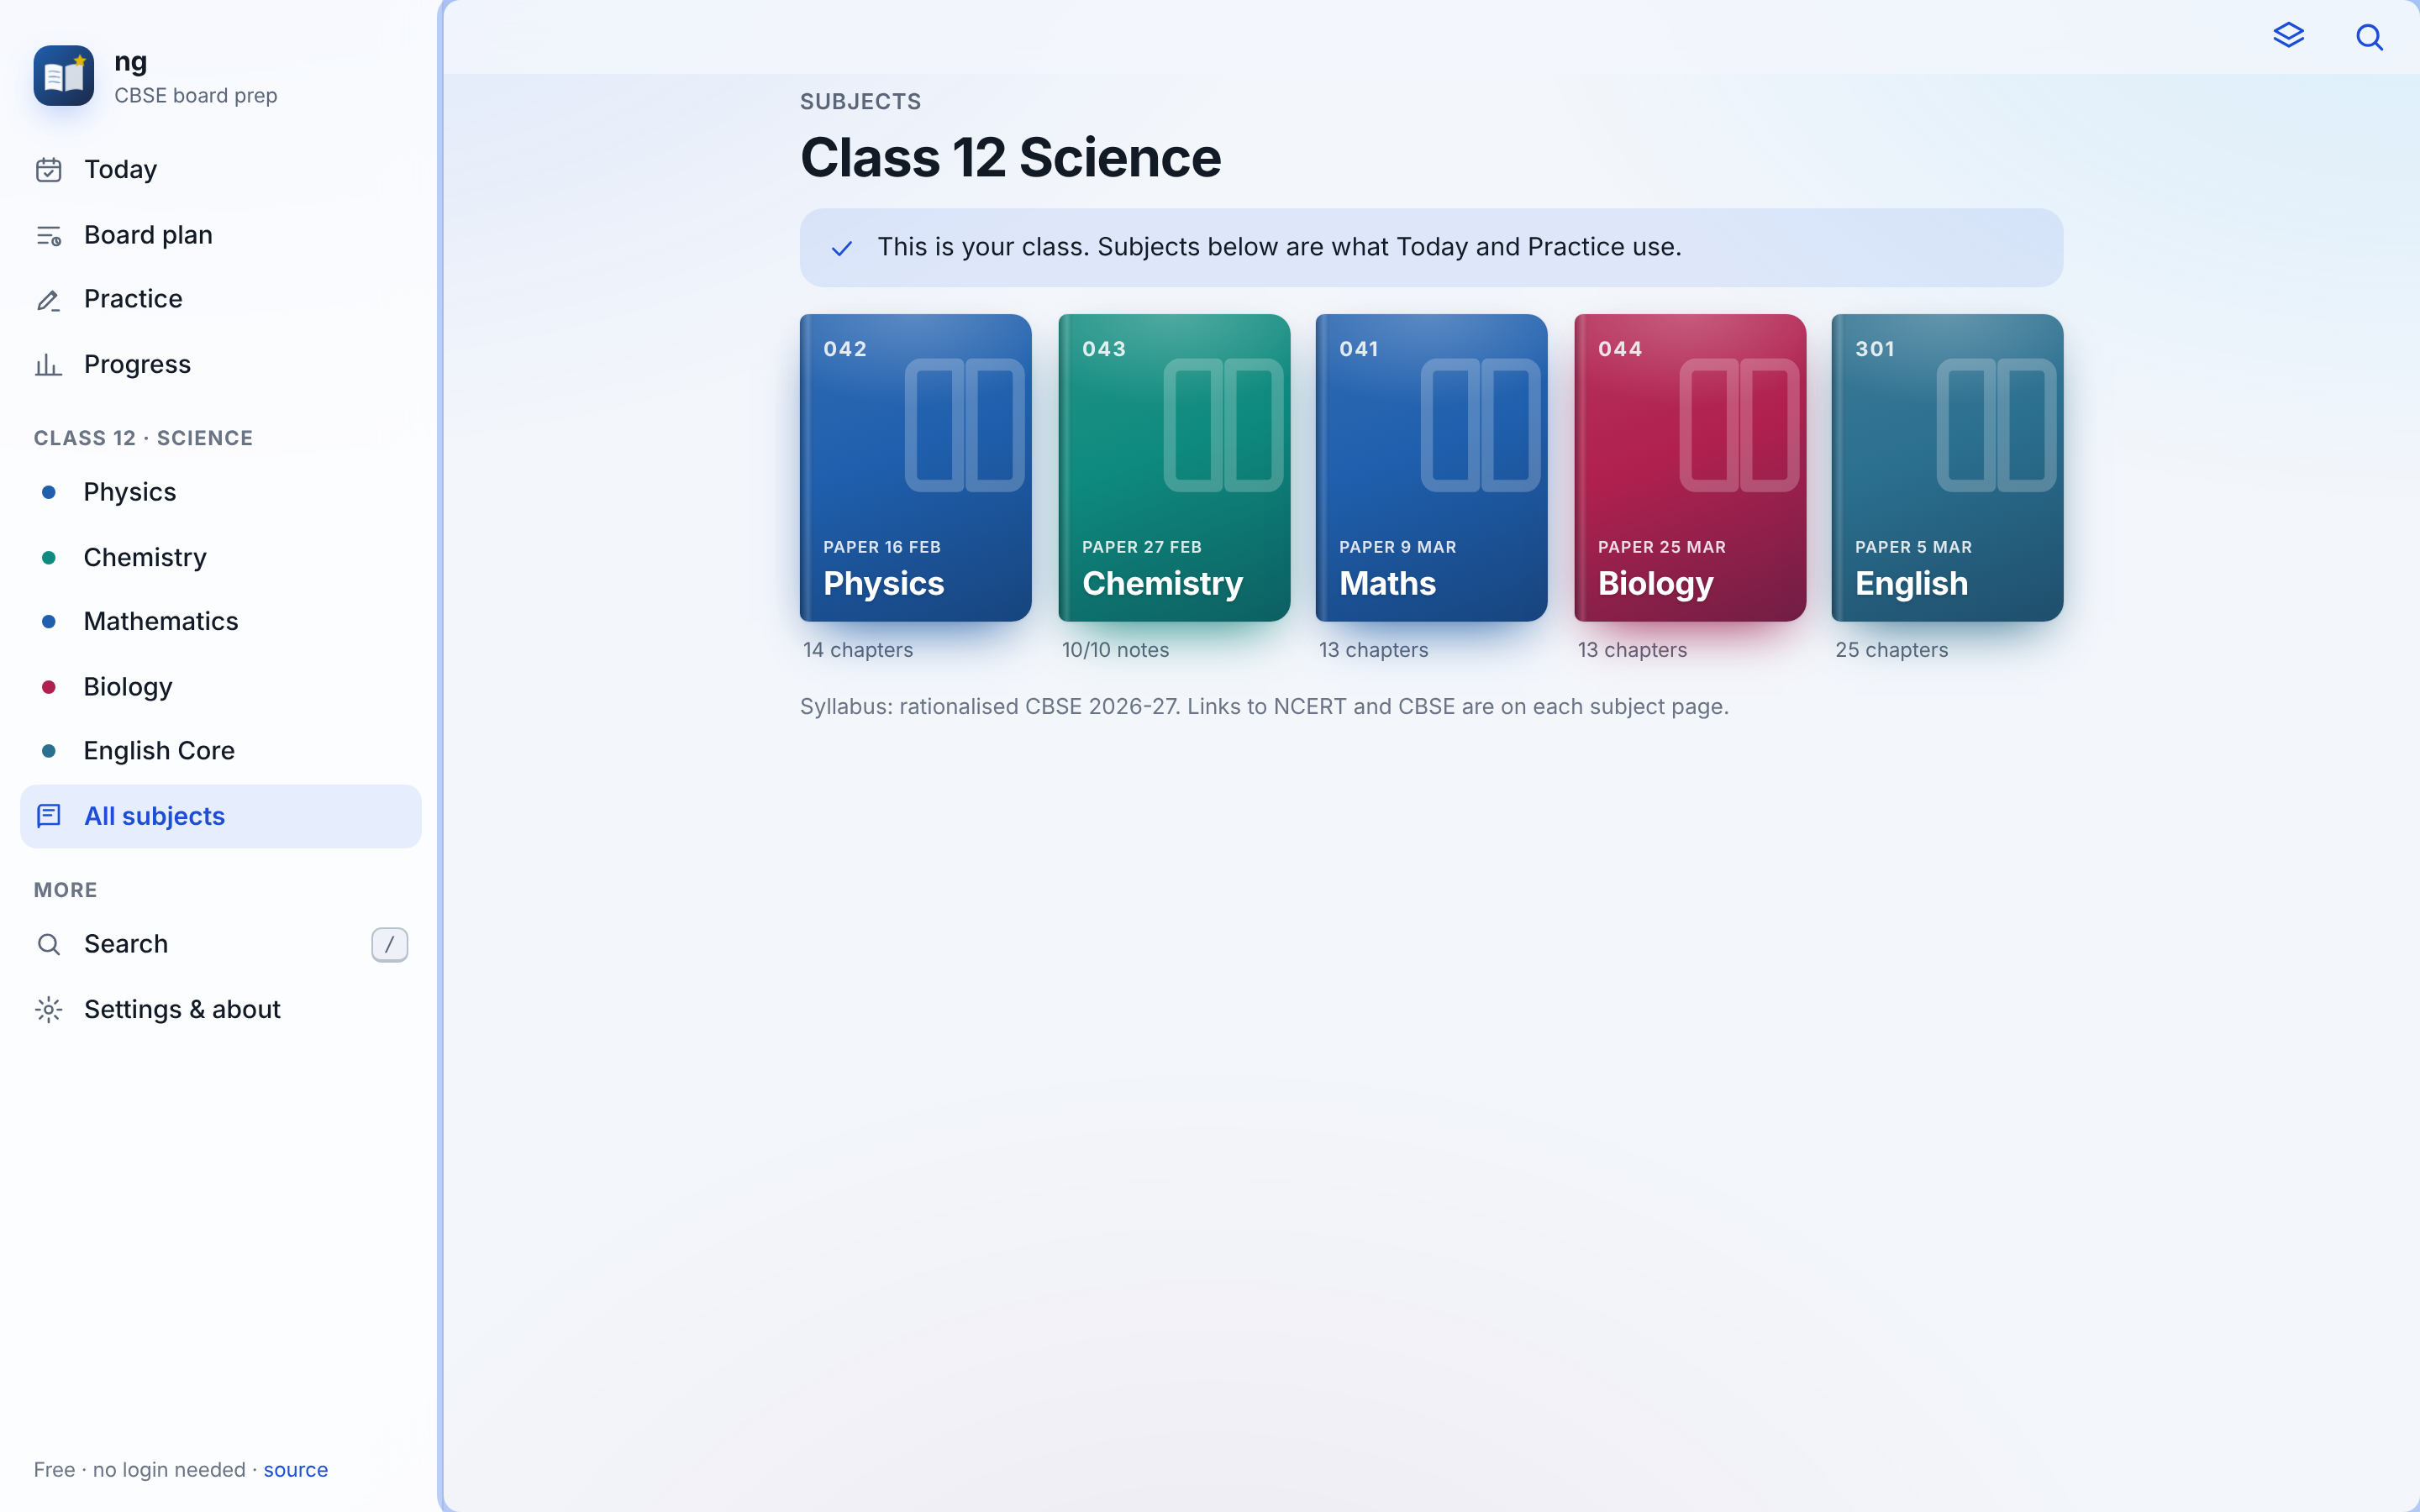 ng
CBSE board prep
Today
Board plan
Practice
Progress
CLASS 12 · SCIENCE
Physics
Chemistry
Mathematics
Biology
English Core
All subjects
MORE
Search /
Settings & about
Free · no login needed · source
SUBJECTS
Class 12 Science
This is your class. Subjects below are what Today and Practice use.
042
PAPER 16 FEB
Physics
14 chapters
043
PAPER 27 FEB
Chemistry
10/10 notes
041
PAPER 9 MAR
Maths
13 chapters
044
PAPER 25 MAR
Biology
13 chapters
301
PAPER 5 MAR
English
25 chapters
Syllabus: rationalised CBSE 2026-27. Links to NCERT and CBSE are on each subject page.